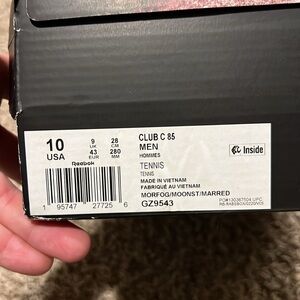 10 9 28 CLUB C 85
UK CM
USA 43 280 MEN
EUR MM HOMMES
Reebok TENNIS
TENNIS
MADE IN VIETNAM
FABRIQUÉ AU VIETNAM
MORFOG/MOONST/MARRED
1 95747 27725 6 GZ9543
Inside